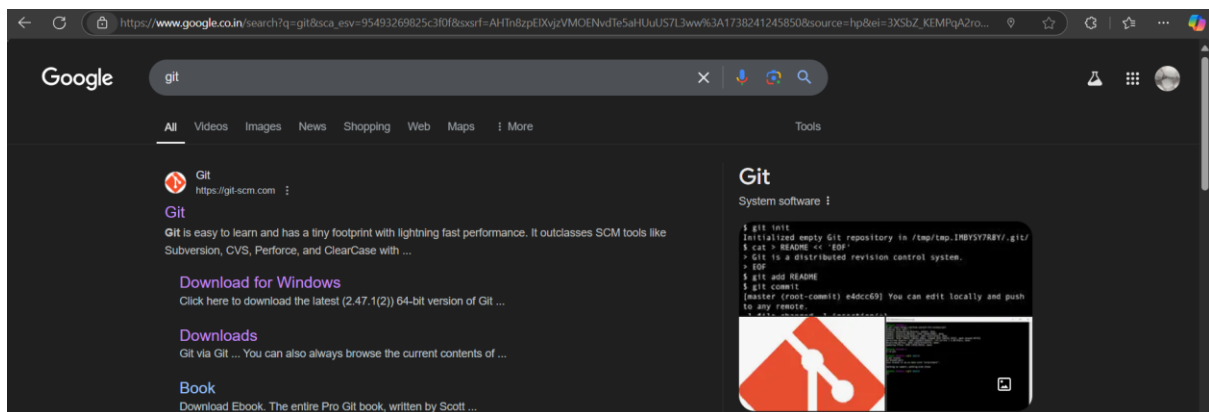 https://www.google.co.in/search?q=git&sca_esv=95493269825c3f0f&sxsrf=AHTn8zpEIXvjzVMOENvdTe5aHUuUS7L3ww%3A1738241245850&source=hp&ei=3XSbZ_KEMPqA2ro...
Google
git
All Videos Images News Shopping Web Maps More
Tools
Git
https://git-scm.com
Git
Git is easy to learn and has a tiny footprint with lightning fast performance. It outclasses SCM tools like
Subversion, CVS, Perforce, and ClearCase with ...
Download for Windows
Click here to download the latest (2.47.1(2)) 64-bit version of Git ...
Downloads
Git via Git ... You can also always browse the current contents of ...
Book
Download Ebook. The entire Pro Git book, written by Scott ...
Git
System software
$ git init
Initialized empty Git repository in /tmp/tmp.IMBYSY7R8Y/.git/
$ cat > README << 'EOF'
> Git is a distributed revision control system.
> EOF
$ git add README
$ git commit
[master (root-commit) e4dcc69] You can edit locally and push
to any remote.